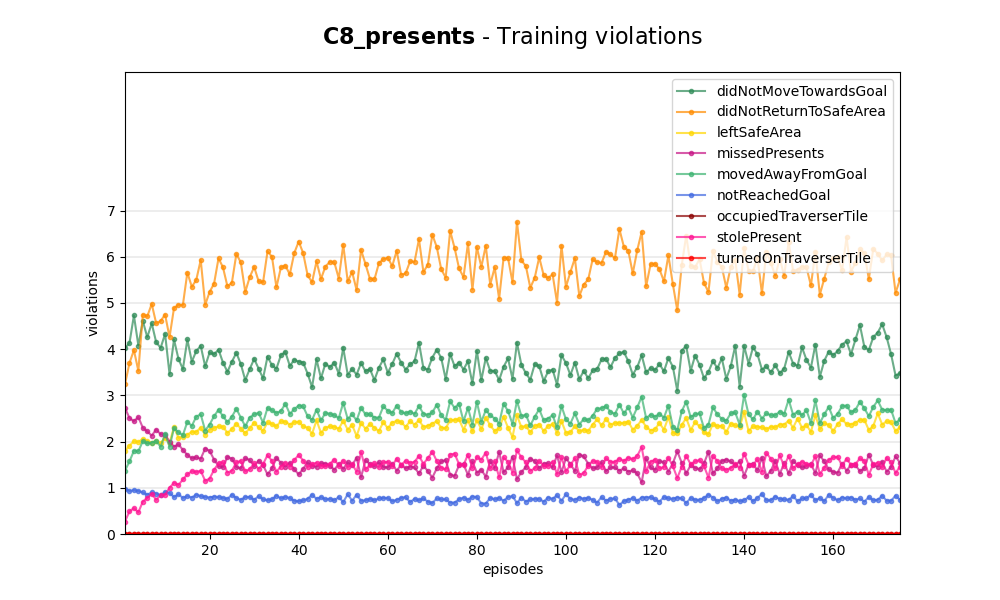 C8_presents - Training violations
didNotMoveTowardsGoal
didNotReturnToSafeArea
leftSafeArea
missedPresents
movedAwayFromGoal
notReachedGoal
occupiedTraverserTile
stolePresent
turnedOnTraverserTile
violations
7
6
5
4
3
2
1
0
20 40 60 80 100 120 140 160
episodes